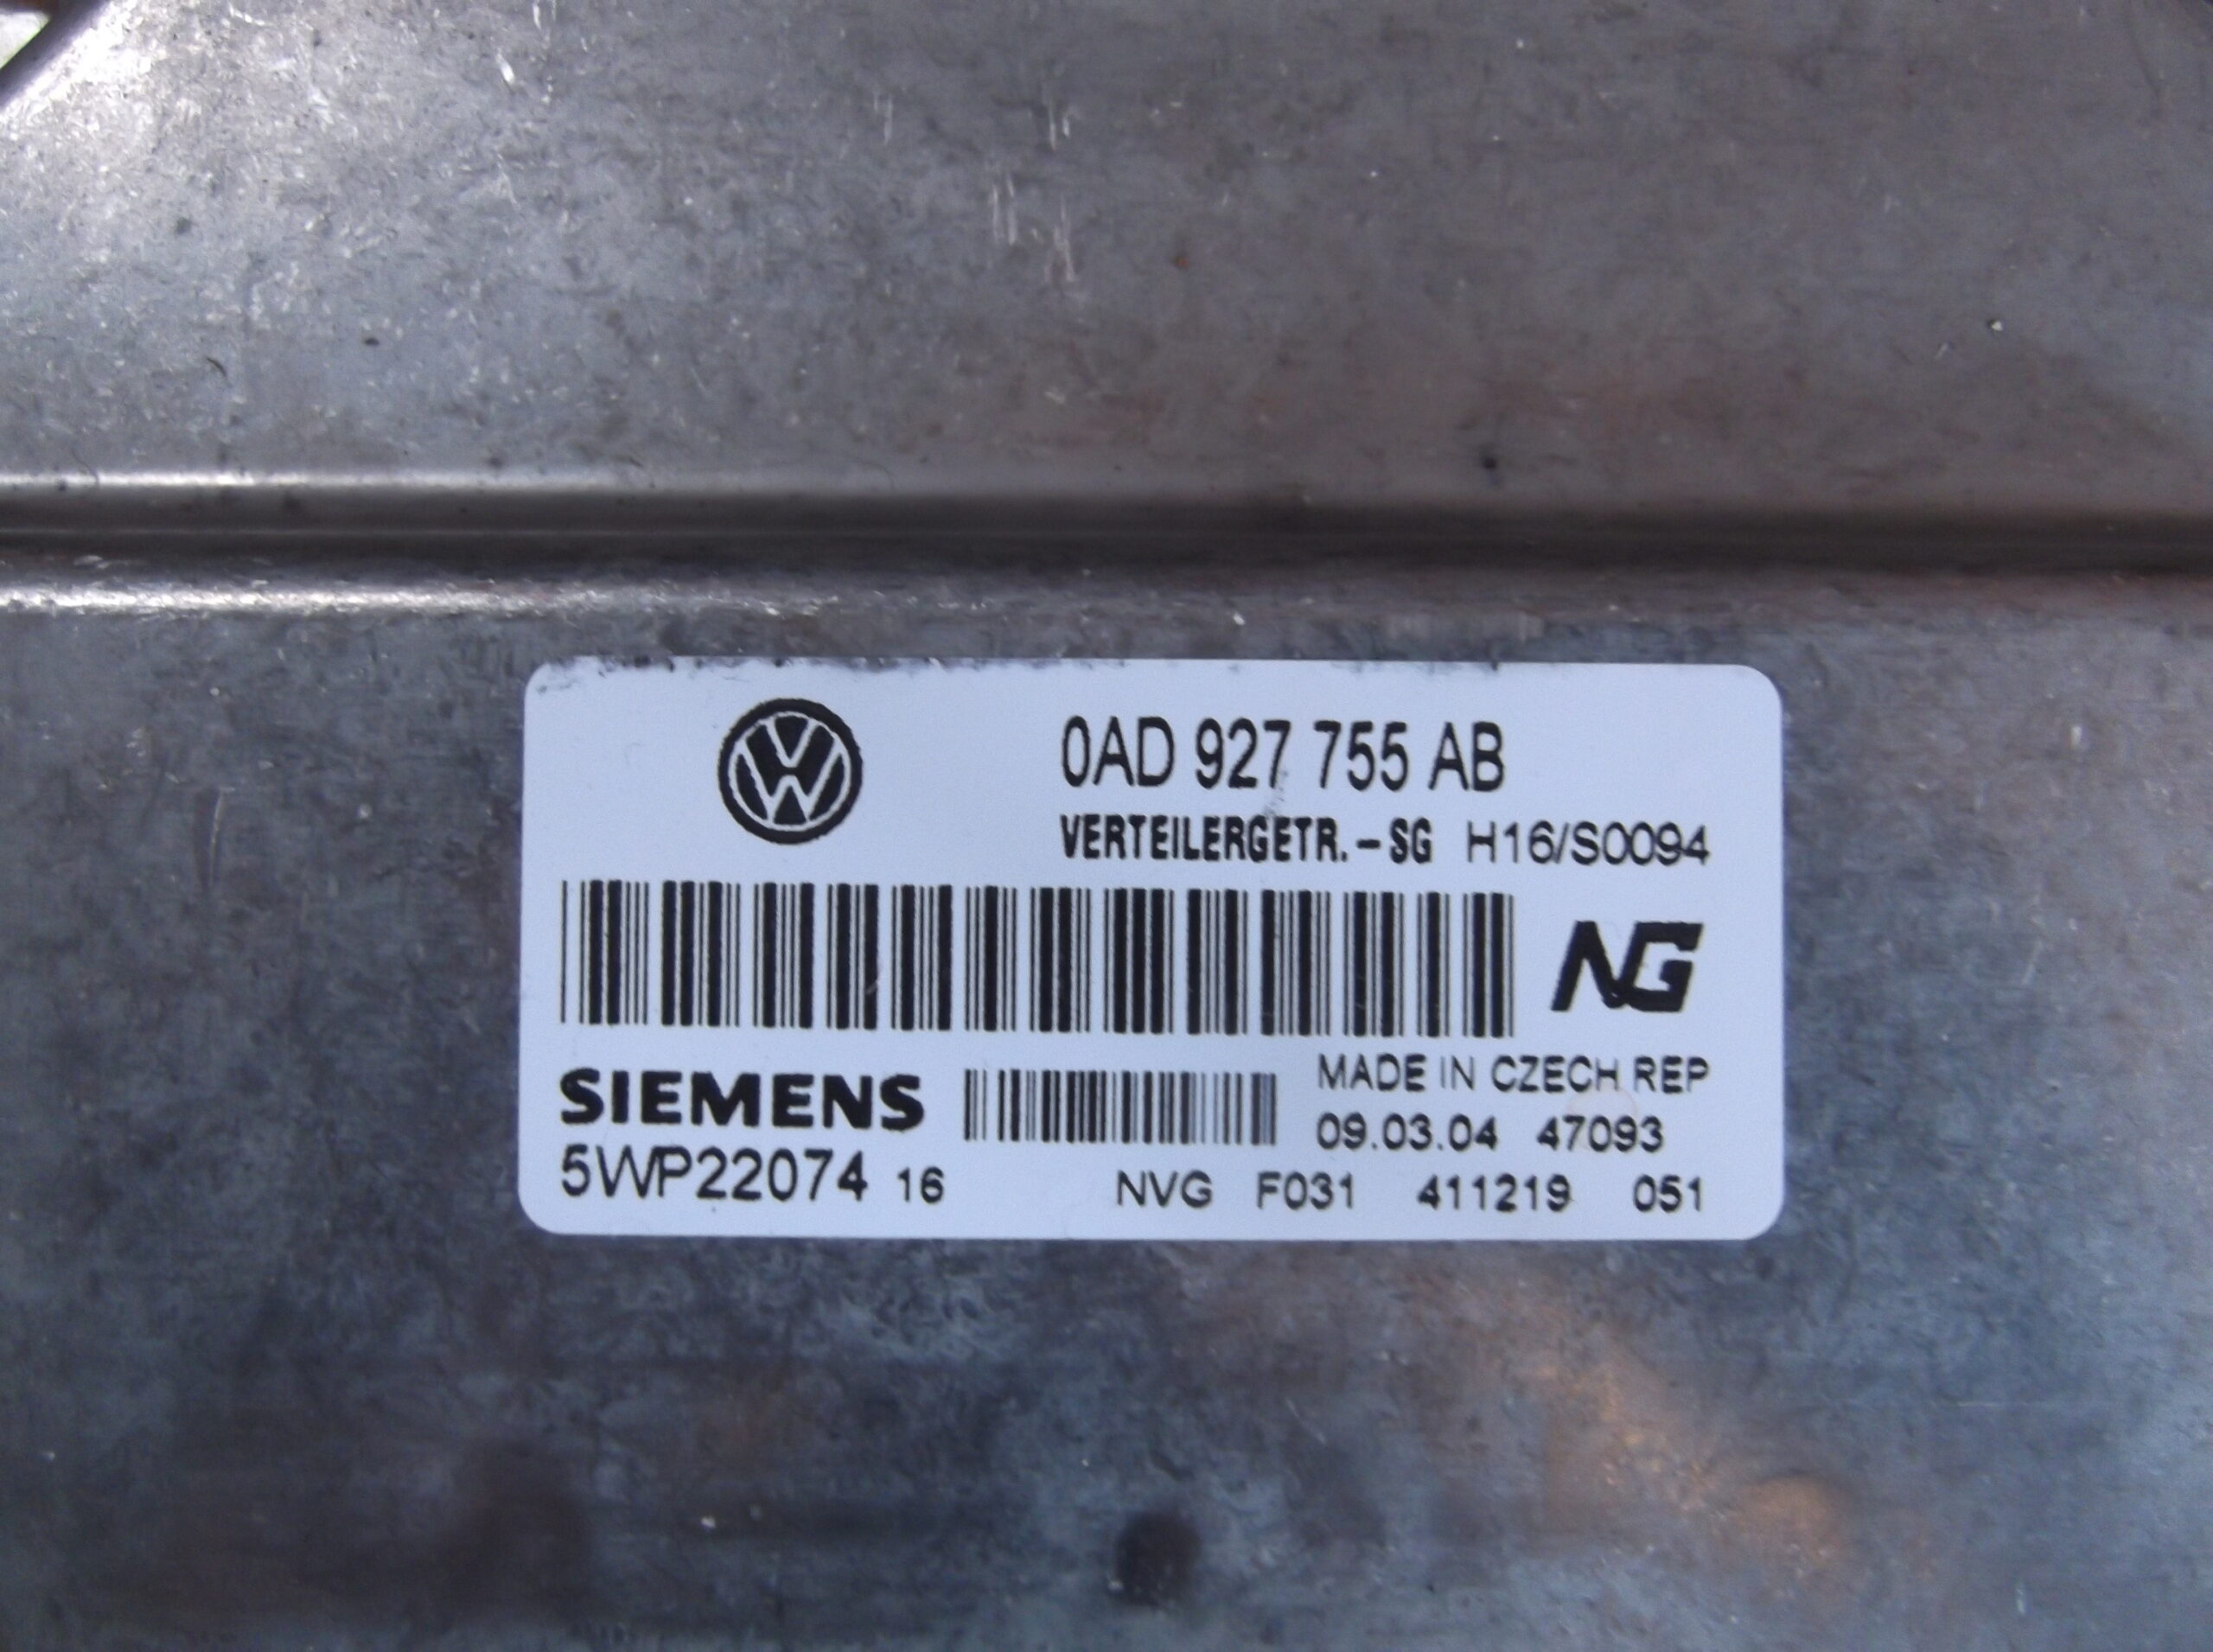 0AD 927 755 AB
VERTEILERGETR.-SG H16/S0094
NG
SIEMENS
MADE IN CZECH REP
09.03.04 47093
5WP22074 16 NVG F031 411219 051